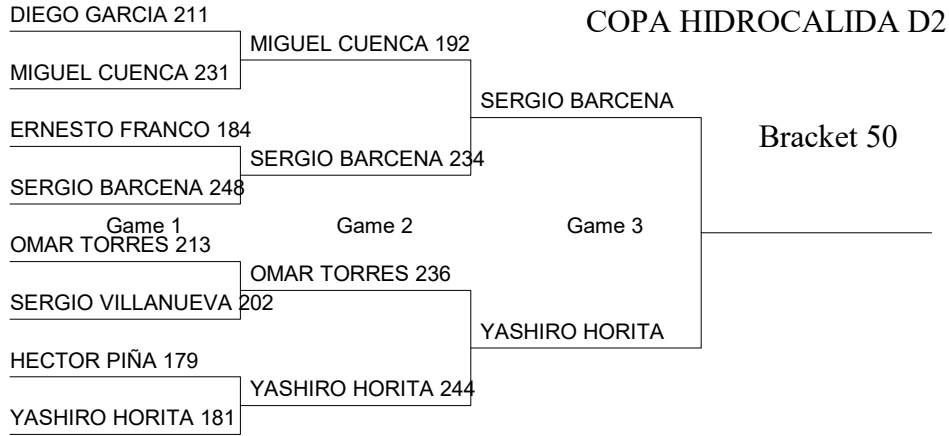 DIEGO GARCIA 211
COPA HIDROCALIDA D2
MIGUEL CUENCA 192
MIGUEL CUENCA 231
SERGIO BARCENA
ERNESTO FRANCO 184
Bracket 50
SERGIO BARCENA 234
SERGIO BARCENA 248
Game 1
Game 2
Game 3
OMAR TORRES 213
OMAR TORRES 236
SERGIO VILLANUEVA 202
YASHIRO HORITA
HECTOR PIÑA 179
YASHIRO HORITA 244
YASHIRO HORITA 181